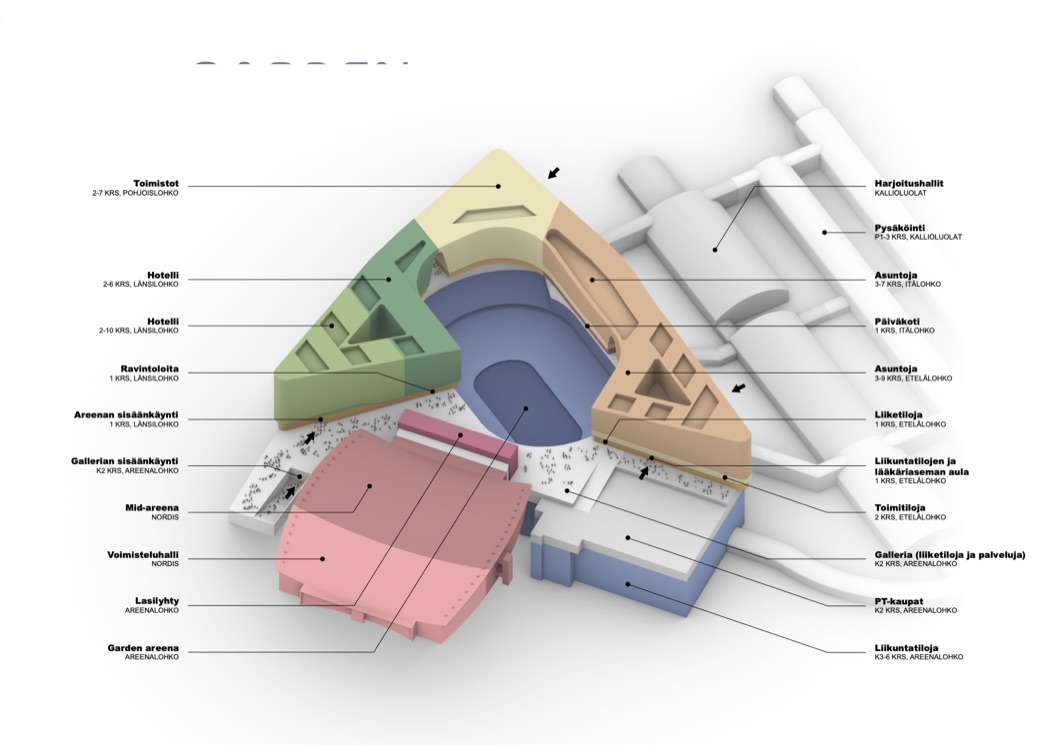 Toimistot
2-7 KRS, POHJOISLOHKO
Hotelli
2-6 KRS, LÄNSILOHKO
Hotelli
2-10 KRS, LÄNSILOHKO
Ravintoloita
1 KRS, LÄNSILOHKO
Areenan sisäänkäynti
1 KRS, LÄNSILOHKO
Gallerian sisäänkäynti
K2 KRS, AREENALOHKO
Mid-areena
NORDIS
Voimisteluhalli
NORDIS
Lasilyhty
AREENALOHKO
Garden areena
AREENALOHKO
Harjoitushallit
KALLIOLUOLAT
Pysäköinti
P1-3 KRS, KALLIOLUOLAT
Asuntoja
3-7 KRS, ITÄLOHKO
Päiväkoti
1 KRS, ITÄLOHKO
Asuntoja
3-9 KRS, ETELÄLOHKO
Liiketiloja
1 KRS, ETELÄLOHKO
Liikuntatilojen ja
lääkäriaseman aula
1 KRS, ETELÄLOHKO
Toimitiloja
2 KRS, ETELÄLOHKO
Galleria (liiketiloja ja palveluja)
K2 KRS, AREENALOHKO
PT-kaupat
K2 KRS, AREENALOHKO
Liikuntatiloja
K3-6 KRS, AREENALOHKO